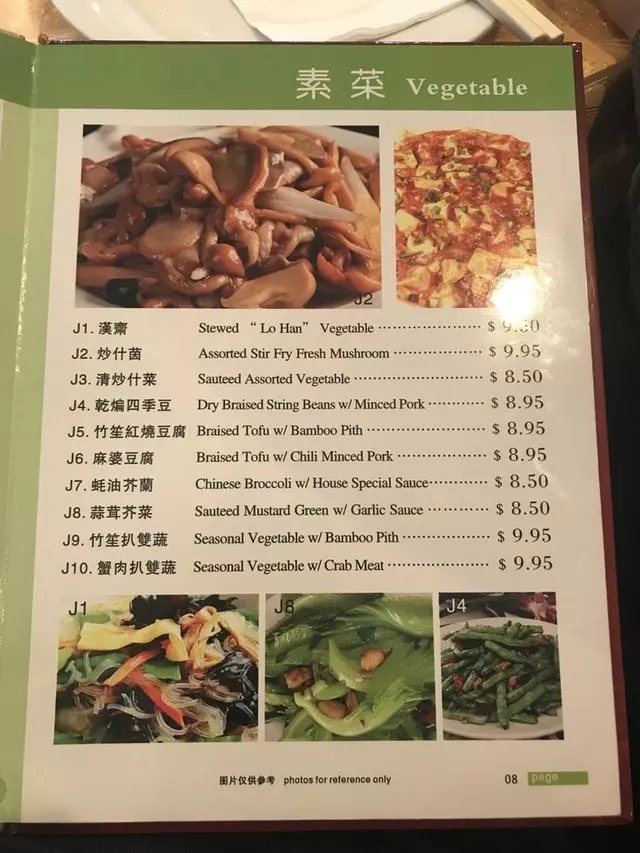 素菜 Vegetable
J2
J1. 漢齋 Stewed “ Lo Han” Vegetable ······················ $
J2. 炒什茵 Assorted Stir Fry Fresh Mushroom ··················· $ 9.95
J3. 清炒什菜 Sauteed Assorted Vegetable ···························· $ 8.50
J4. 乾煸四季豆 Dry Braised String Beans w/ Minced Pork ············ $ 8.95
J5. 竹笙紅燒豆腐 Braised Tofu w/ Bamboo Pith ························· $ 8.95
J6. 麻婆豆腐 Braised Tofu w/ Chili Minced Pork ··················· $ 8.95
J7. 蚝油芥蘭 Chinese Broccoli w/ House Special Sauce············ $ 8.50
J8. 蒜茸芥菜 Sauteed Mustard Green w/ Garlic Sauce ············· $ 8.50
J9. 竹笙扒雙蔬 Seasonal Vegetable w/ Bamboo Pith ··················· $ 9.95
J10. 蟹肉扒雙蔬 Seasonal Vegetable w/ Crab Meat ······················ $ 9.95
J1
J8
J4
图片仅供参考 photos for reference only
08 page